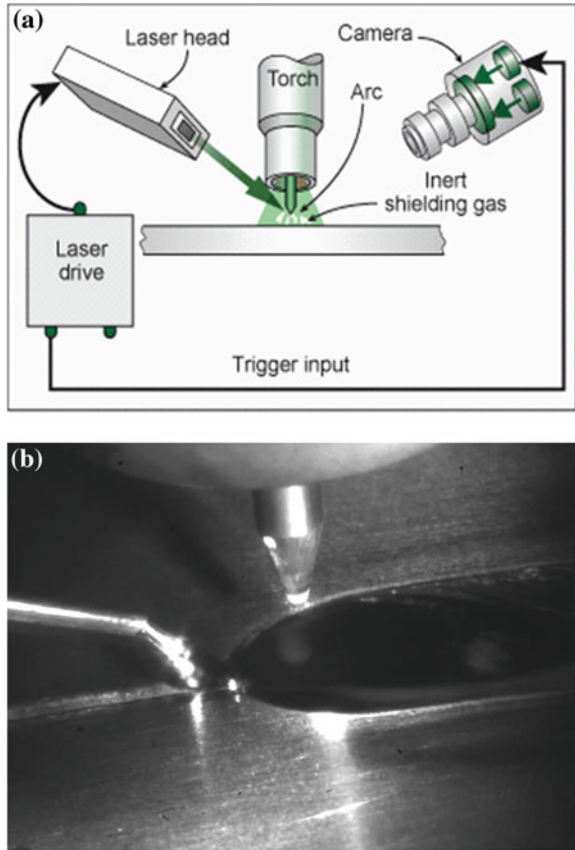 (a)
Laser head
Torch
Arc
Camera
Inert
shielding gas
Laser
drive
Trigger input
(b)